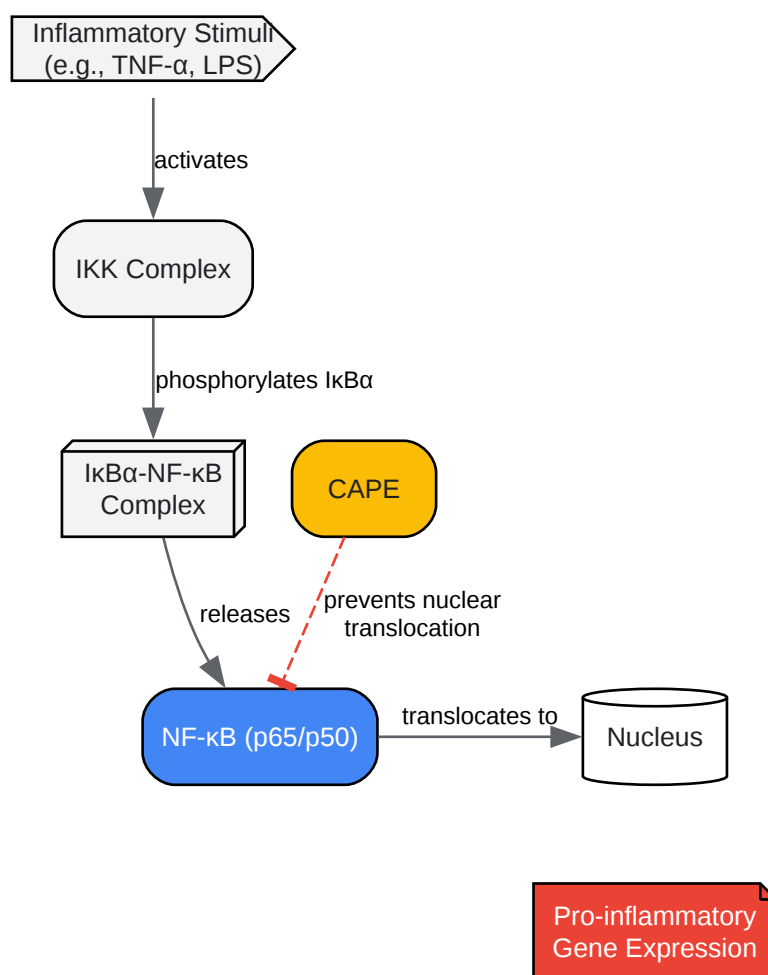 Inflammatory Stimuli
(e.g., TNF-α, LPS)
activates
IKK Complex
phosphorylates IκBα
IκBα-NF-κB
Complex
CAPE
releases
prevents nuclear
translocation
NF-κB (p65/p50)
translocates to
Nucleus
Pro-inflammatory
Gene Expression